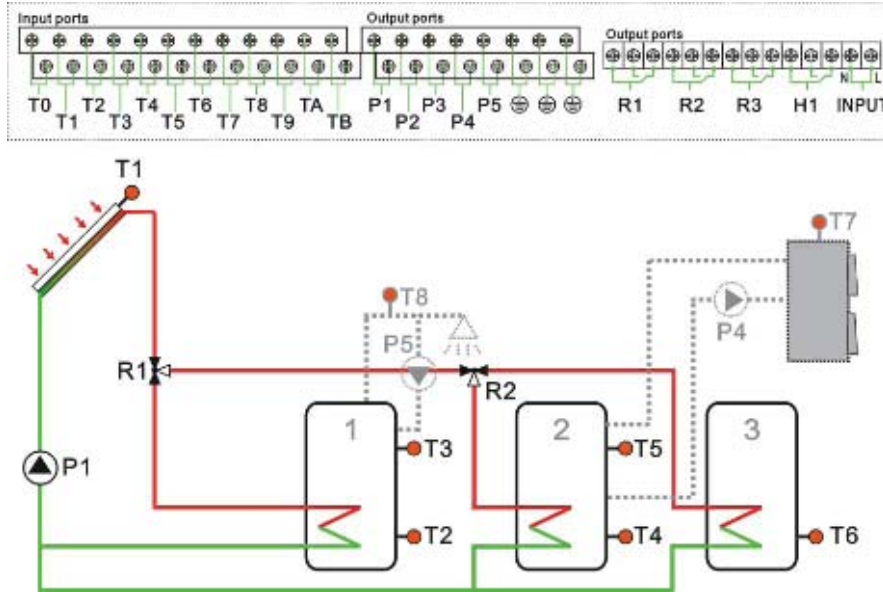 Input ports
Output ports
Output ports
T0 T2 T4 T6 T8 TA
T1 T3 T5 T7 T9 TB
P1 P3 P5
P2 P4
N L
R1 R2 R3 H1 INPUT
T1
T7
T8
P5
P4
R1
R2
1
2
3
T3
T5
P1
T2
T4
T6